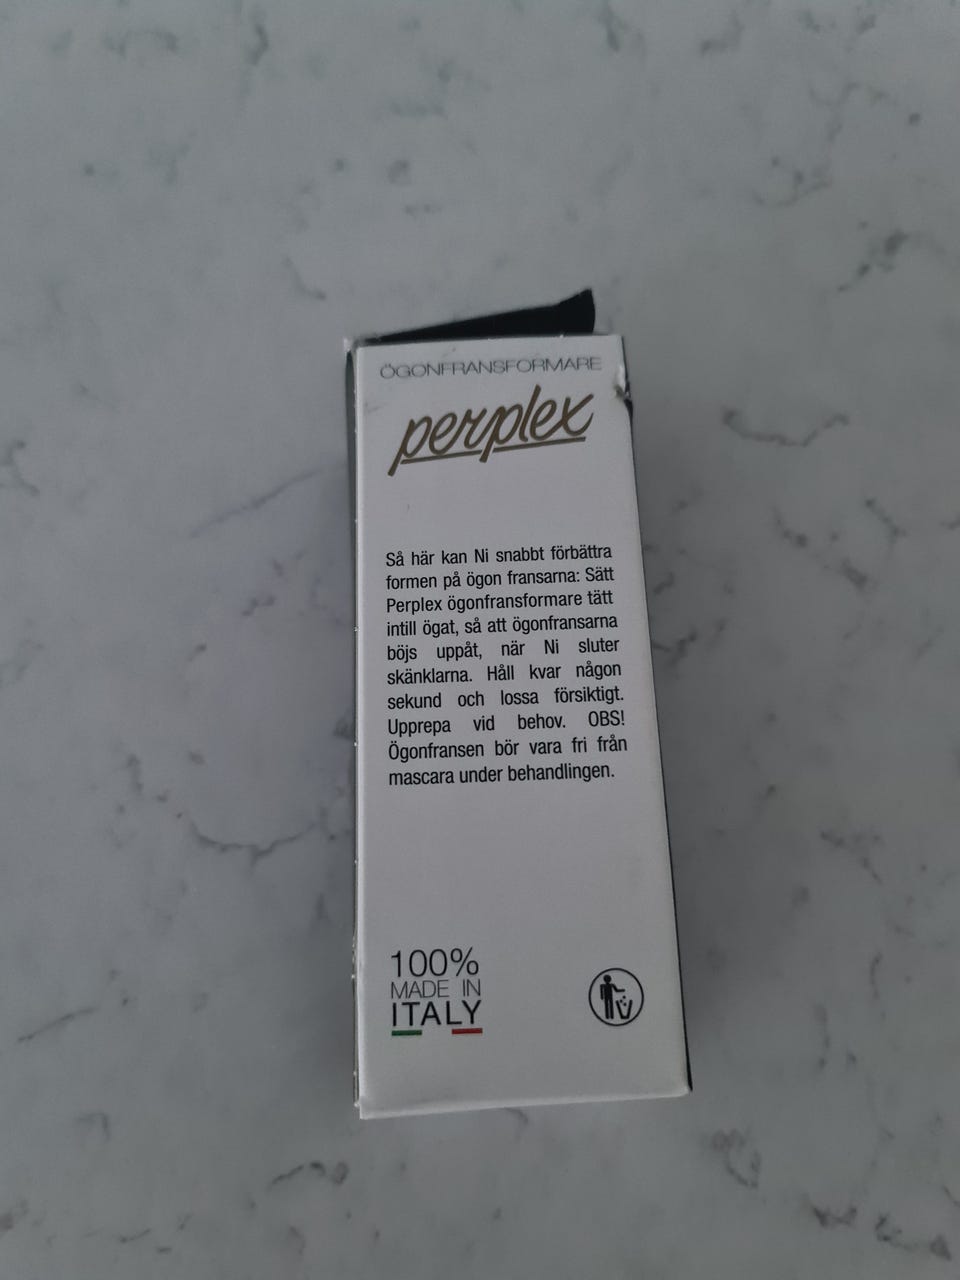 ÖGONFRANSFORMARE
perplex
Så här kan Ni snabbt förbättra
formen på ögon fransarna: Sätt
Perplex ögonfransformare tätt
intill ögat, så att ögonfransarna
böjs uppåt, när Ni sluter
skänklarna. Håll kvar någon
sekund och lossa försiktigt.
Upprepa vid behov. OBS!
Ögonfransen bör vara fri från
mascara under behandlingen.
100%
MADE IN
ITALY